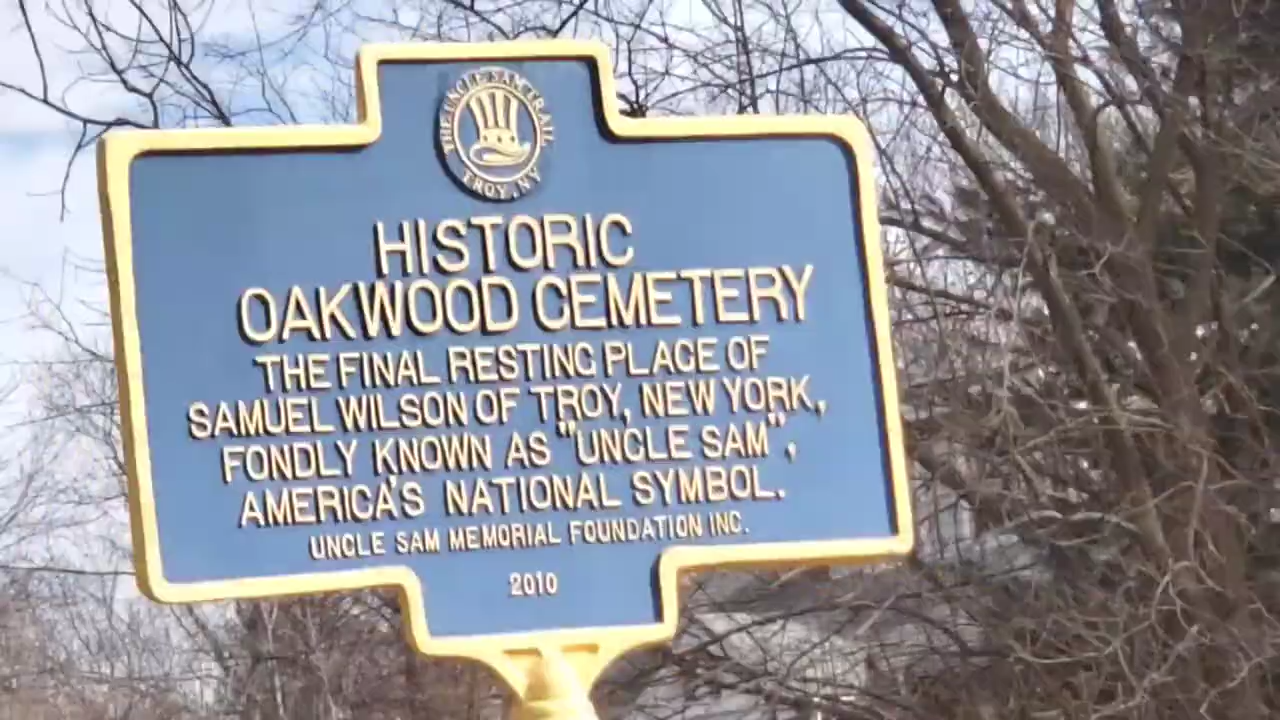 THE UNCLE SAM TRAIL
TROY, NY
HISTORIC
OAKWOOD CEMETERY
THE FINAL RESTING PLACE OF
SAMUEL WILSON OF TROY, NEW YORK,
FONDLY KNOWN AS "UNCLE SAM",
AMERICA'S NATIONAL SYMBOL.
UNCLE SAM MEMORIAL FOUNDATION INC.
2010